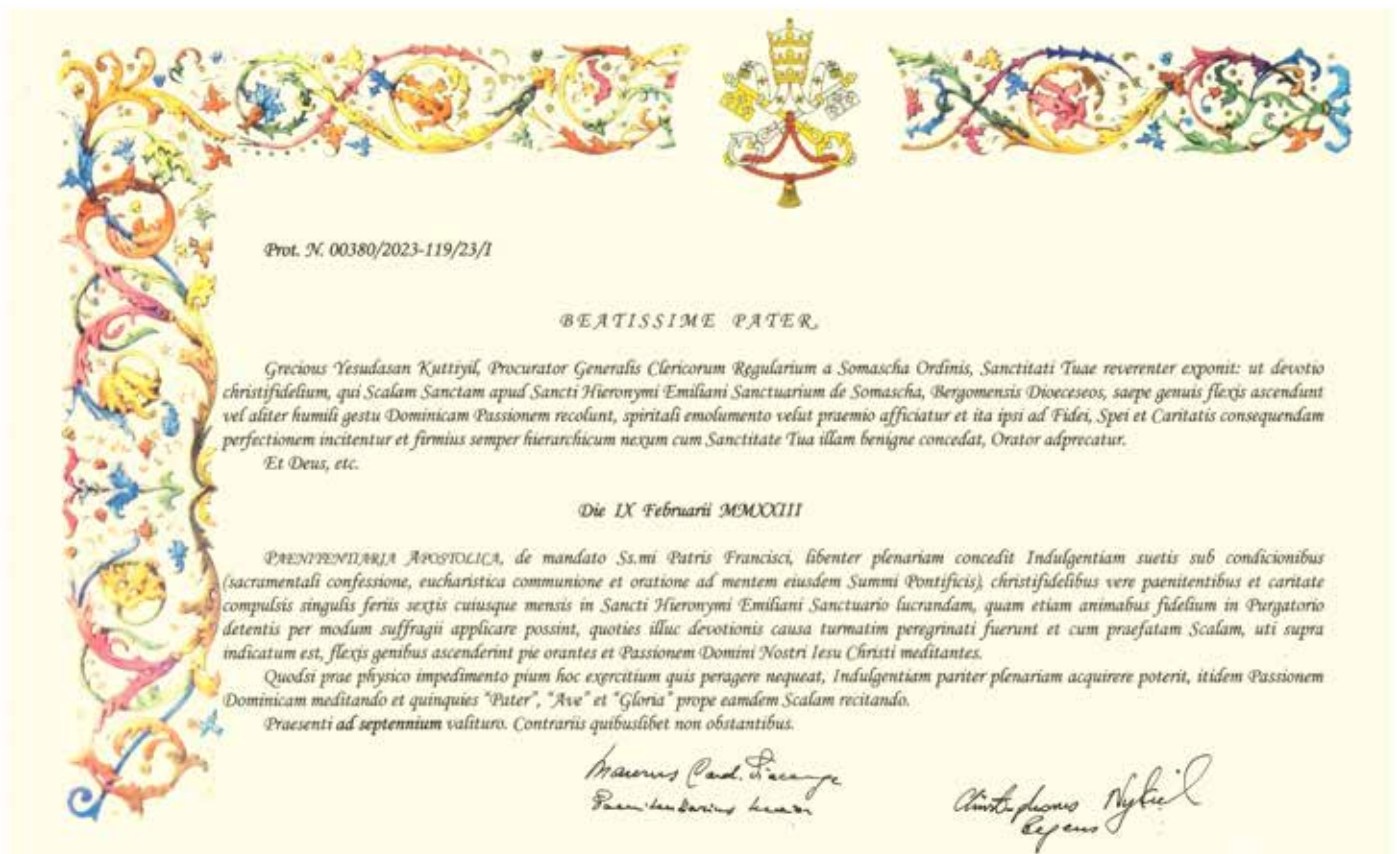 Prot. N. 00380/2023-119/23/I
BEATISSIME PATER,
Grecious Yesudasan Kuttiyil, Procurator Generalis Clericorum Regularium a Somascha Ordinis, Sanctitati Tuae reverenter exponit: ut devotio
christifidelium, qui Scalam Sanctam apud Sancti Hieronymi Emiliani Sanctuarium de Somascha, Bergomensis Dioeceseos, saepe genuis flexis ascendunt
vel aliter humili gestu Dominicam Passionem recolunt, spiritali emolumento velut praemio afficiatur et ita ipsi ad Fidei, Spei et Caritatis consequendam
perfectionem incitentur et firmius semper hierarchicum nexum cum Sanctitate Tua illam benigne concedat, Orator adprecatur.
Et Deus, etc.
Die IX Februarii MMXXIII
PAENITENTIARIA APOSTOLICA, de mandato Ss.mi Patris Francisci, libenter plenariam concedit Indulgentiam suetis sub condicionibus
(sacramentali confessione, eucharistica communione et oratione ad mentem eiusdem Summi Pontificis), christifidelibus vere paenitentibus et caritate
compulsis singulis feriis sextis cuiusque mensis in Sancti Hieronymi Emiliani Sanctuario lucrandam, quam etiam animabus fidelium in Purgatorio
detentis per modum suffragii applicare possint, quoties illuc devotionis causa turmatim peregrinati fuerunt et cum praefatam Scalam, uti supra
indicatum est, flexis genibus ascenderint pie orantes et Passionem Domini Nostri Iesu Christi meditantes.
Quodsi prae physico impedimento pium hoc exercitium quis peragere nequeat, Indulgentiam pariter plenariam acquirere poterit, itidem Passionem
Dominicam meditando et quinquies "Pater", "Ave" et "Gloria" prope eamdem Scalam recitando.
Praesenti ad septennium valituro. Contrariis quibuslibet non obstantibus.
Maurus Card. Piacenza
Paenitentiarius Maior
Christophorus Nykiel
Regens